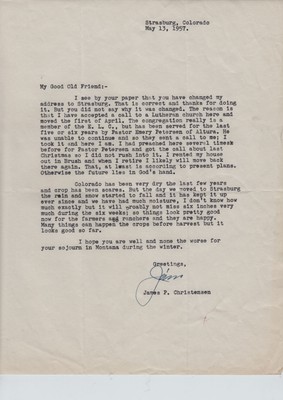 Strasburg, Colorado
May 13, 1957.
My Good Old Friend:-
I see by your paper that you have changed my
address to Strasburg. That is correct and thanks for doing
it. But you did not say why it was changed. The reason is
that I have accepted a call to a Lutheran church here and
moved the first of April. The congregation really is a
member of the E. L. C., but has been served for the last
five or six years by Pastor Emery Petersen of Altura. He
was unable to continue and so they sent a call to me; I
took it and here I am. I had preached here several times
before for Pastor Petersen and got the call about last
Christmas so I did not rush into it. I rented my house
out in Brush and when I retire I likely will move back
there again. That, at least is according to present plans.
Otherwise the future lies in God's hand.
Colorado has been very dry the last few years
and crop has been scarce. But the day we moved to Strasburg
the rain and snow started coming down and it has kept it up
ever since and we have had much moisture, I don't know how
much exactly but it will proably not miss six inches very
much during the six weeks; so things look pretty good
now for the farmers and ranchers and they are happy.
Many things can happen the crops before harvest but it
looks good so far.
I hope you are well and none the worse for
your sojourn in Montana during the winter.
Greetings,
Jim
James P. Christensen